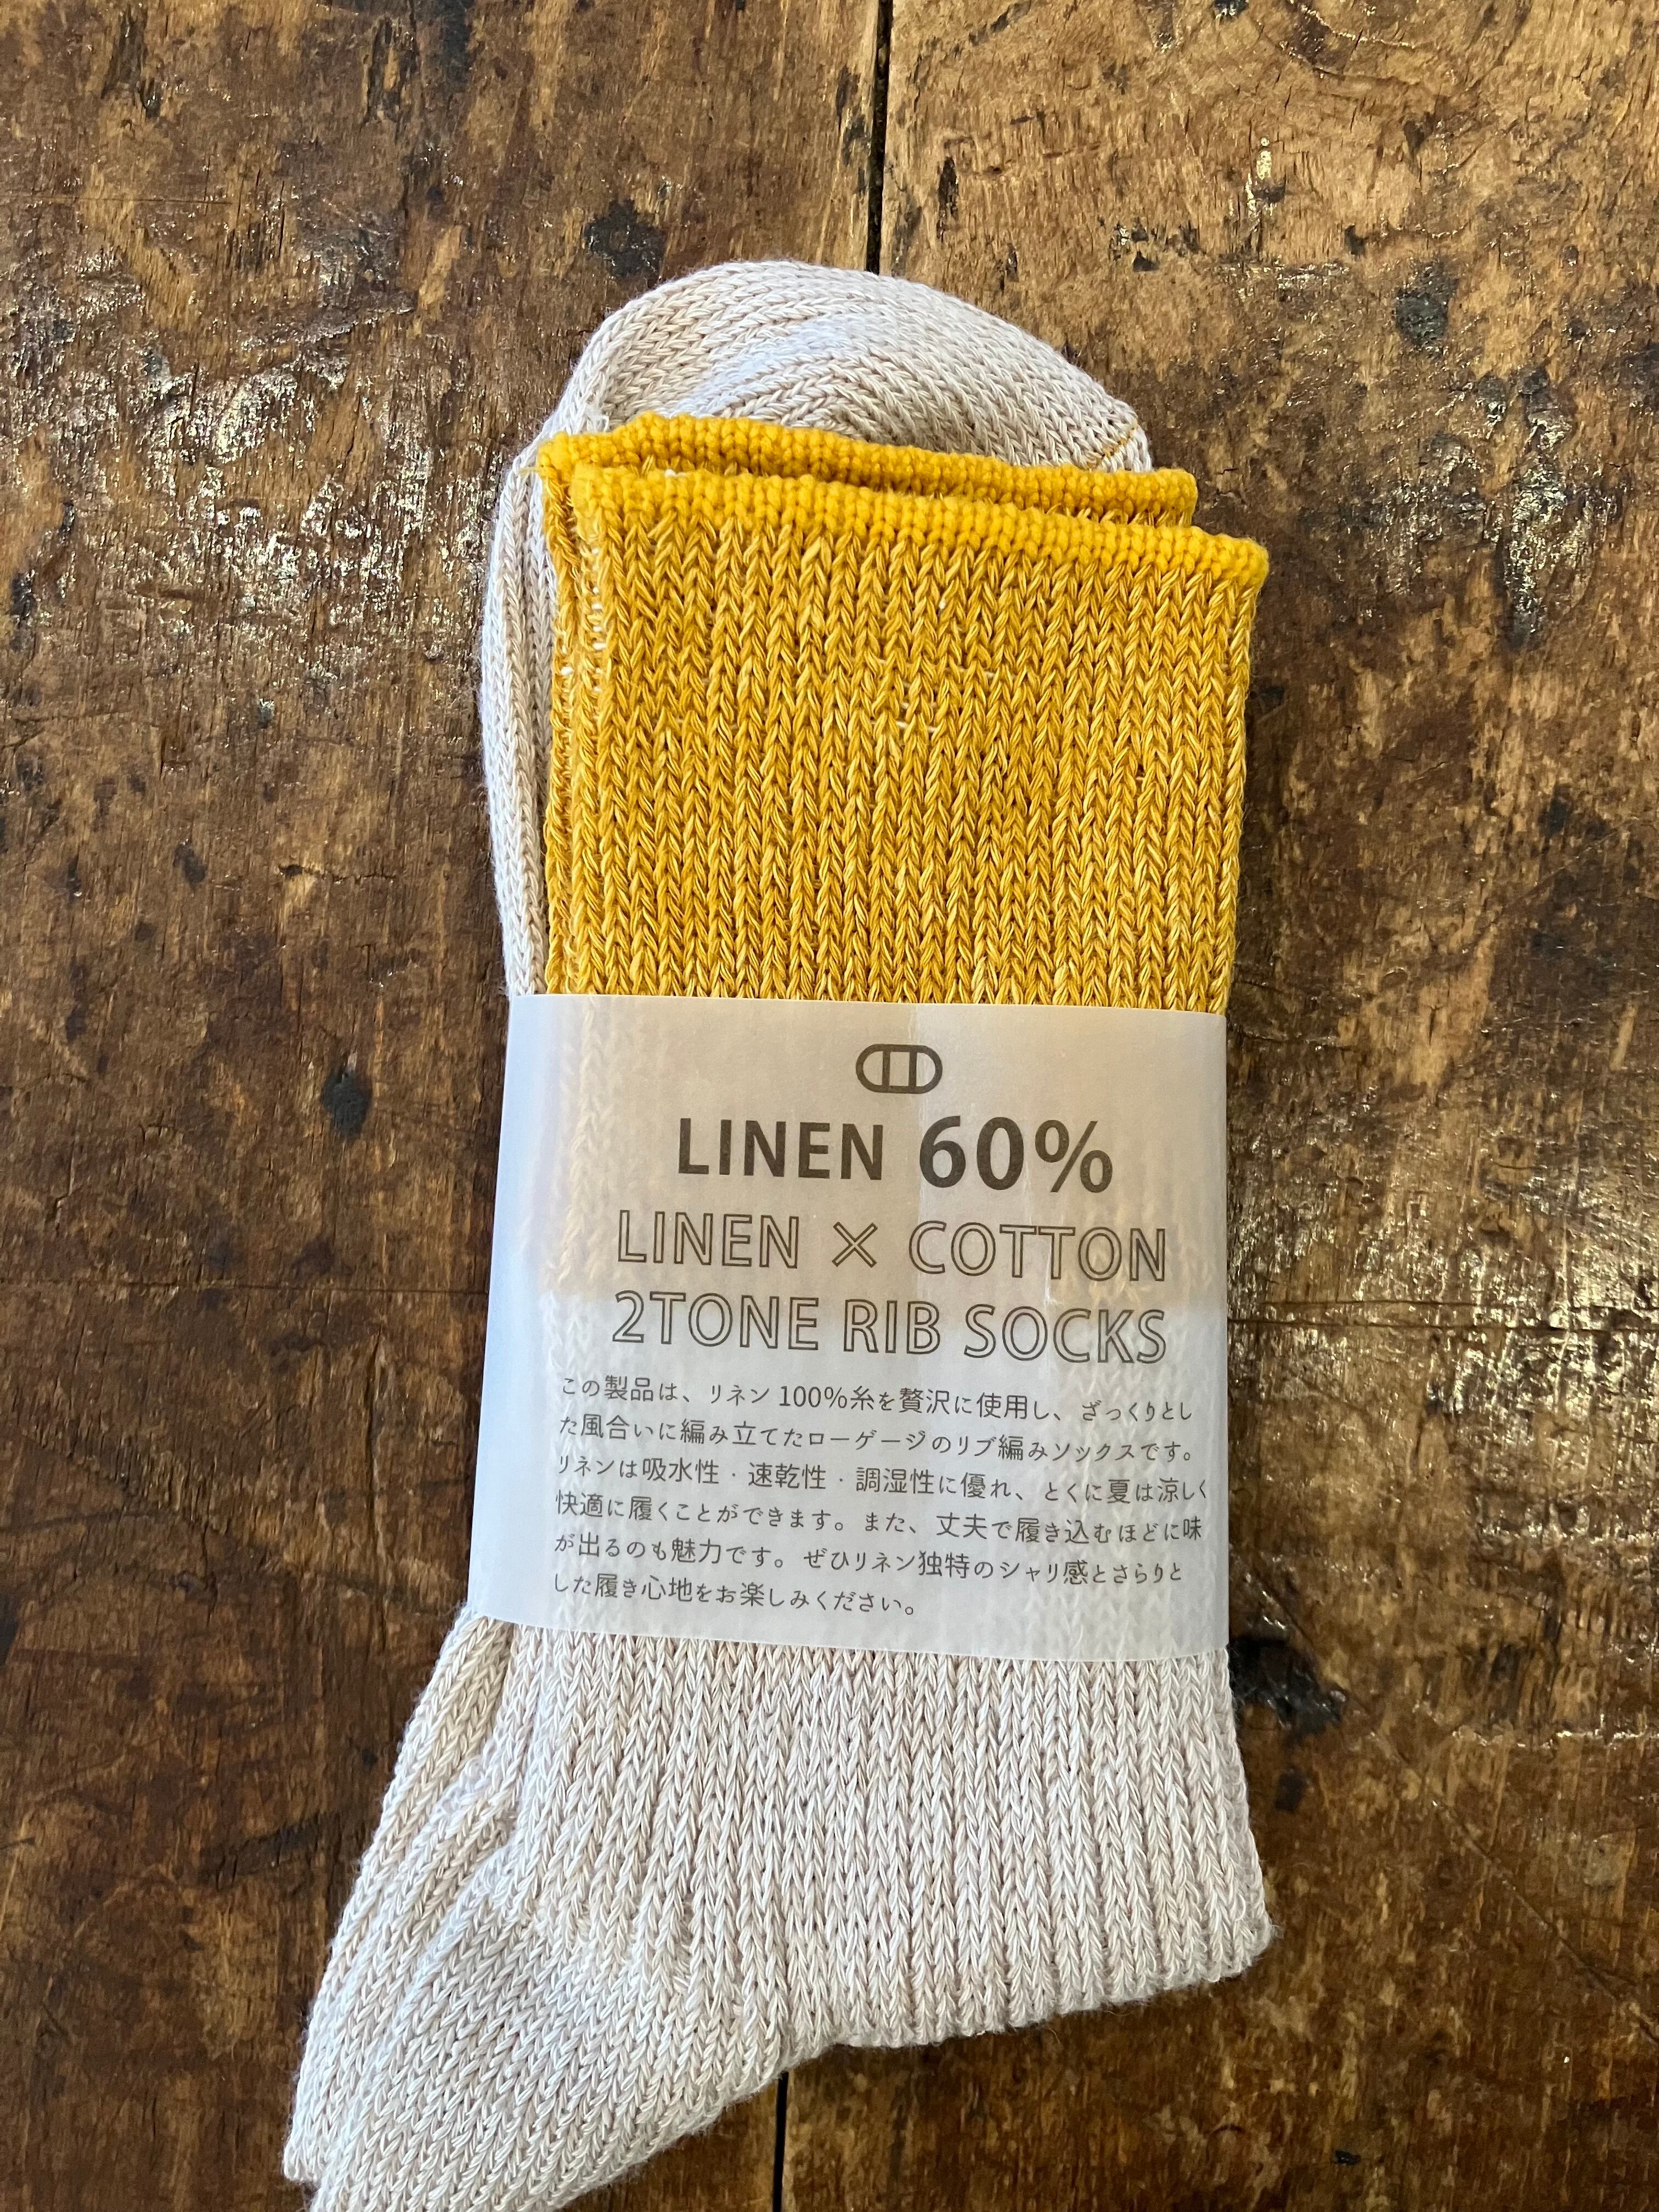 LINEN 60%
LINEN × COTTON
2TONE RIB SOCKS
この製品は、リネン 100%糸を贅沢に使用し、ざっくりとし
た風合いに編み立てたローゲージのリブ編みソックスです。
リネンは吸水性・速乾性・調湿性に優れ、とくに夏は涼しく
快適に履くことができます。また、丈夫で履き込むほどに味
が出るのも魅力です。ぜひリネン独特のシャリ感とさらりと
した履き心地をお楽しみください。